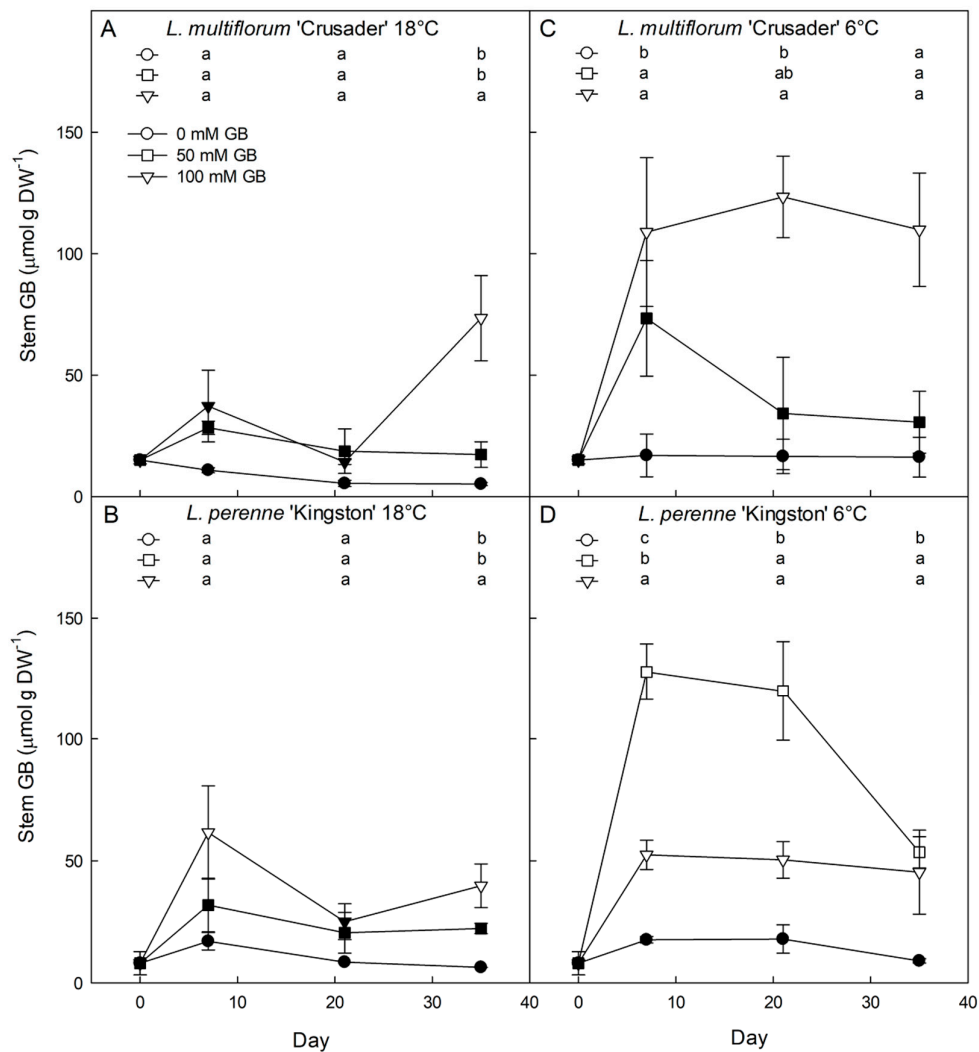 A L. multiflorum 'Crusader' 18°C
a a b
a a b
a a a
0 mM GB
50 mM GB
100 mM GB
150
100
50
0
Stem GB (μmol g DW⁻¹)
C L. multiflorum 'Crusader' 6°C
b b a
a ab a
a a a
B L. perenne 'Kingston' 18°C
a a b
a a b
a a a
150
100
50
0
Stem GB (μmol g DW⁻¹)
0 10 20 30 40
Day
D L. perenne 'Kingston' 6°C
c b b
b a a
a a a
0 10 20 30 40
Day